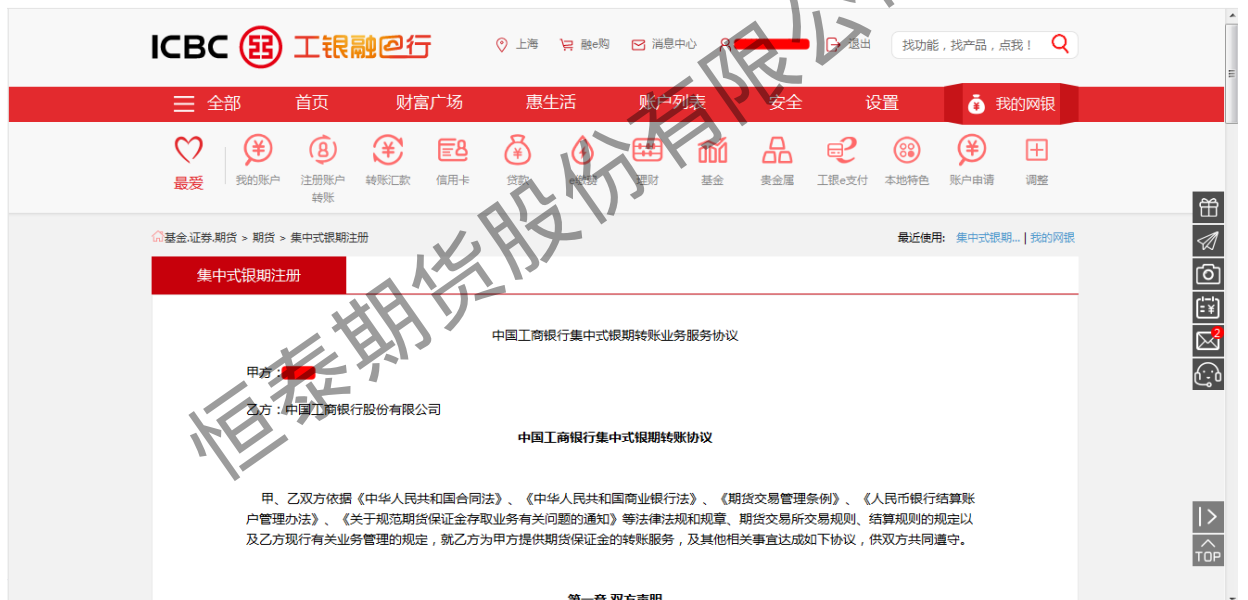 ICBC 工银融e行
上海 融e购 消息中心 退出 找功能，找产品，点我！
全部 首页 财富广场 惠生活 账户列表 安全 设置 我的网银
最爱 我的账户 注册账户转账 转账汇款 信用卡 贷款 e缴费 理财 基金 贵金属 工银e支付 本地特色 账户申请 调整
基金.证券.期货 > 期货 > 集中式银期注册 最近使用: 集中式银期... | 我的网银
集中式银期注册
中国工商银行集中式银期转账业务服务协议
甲方：
乙方：中国工商银行股份有限公司
中国工商银行集中式银期转账协议
甲、乙双方依据《中华人民共和国合同法》、《中华人民共和国商业银行法》、《期货交易管理条例》、《人民币银行结算账
户管理办法》、《关于规范期货保证金存取业务有关问题的通知》等法律法规和规章、期货交易所交易规则、结算规则的规定以
及乙方现行有关业务管理的规定，就乙方为甲方提供期货保证金的转账服务，及其他相关事宜达成如下协议，供双方共同遵守。
第一章 双方声明
2
TOP
恒泰期货股份有限公